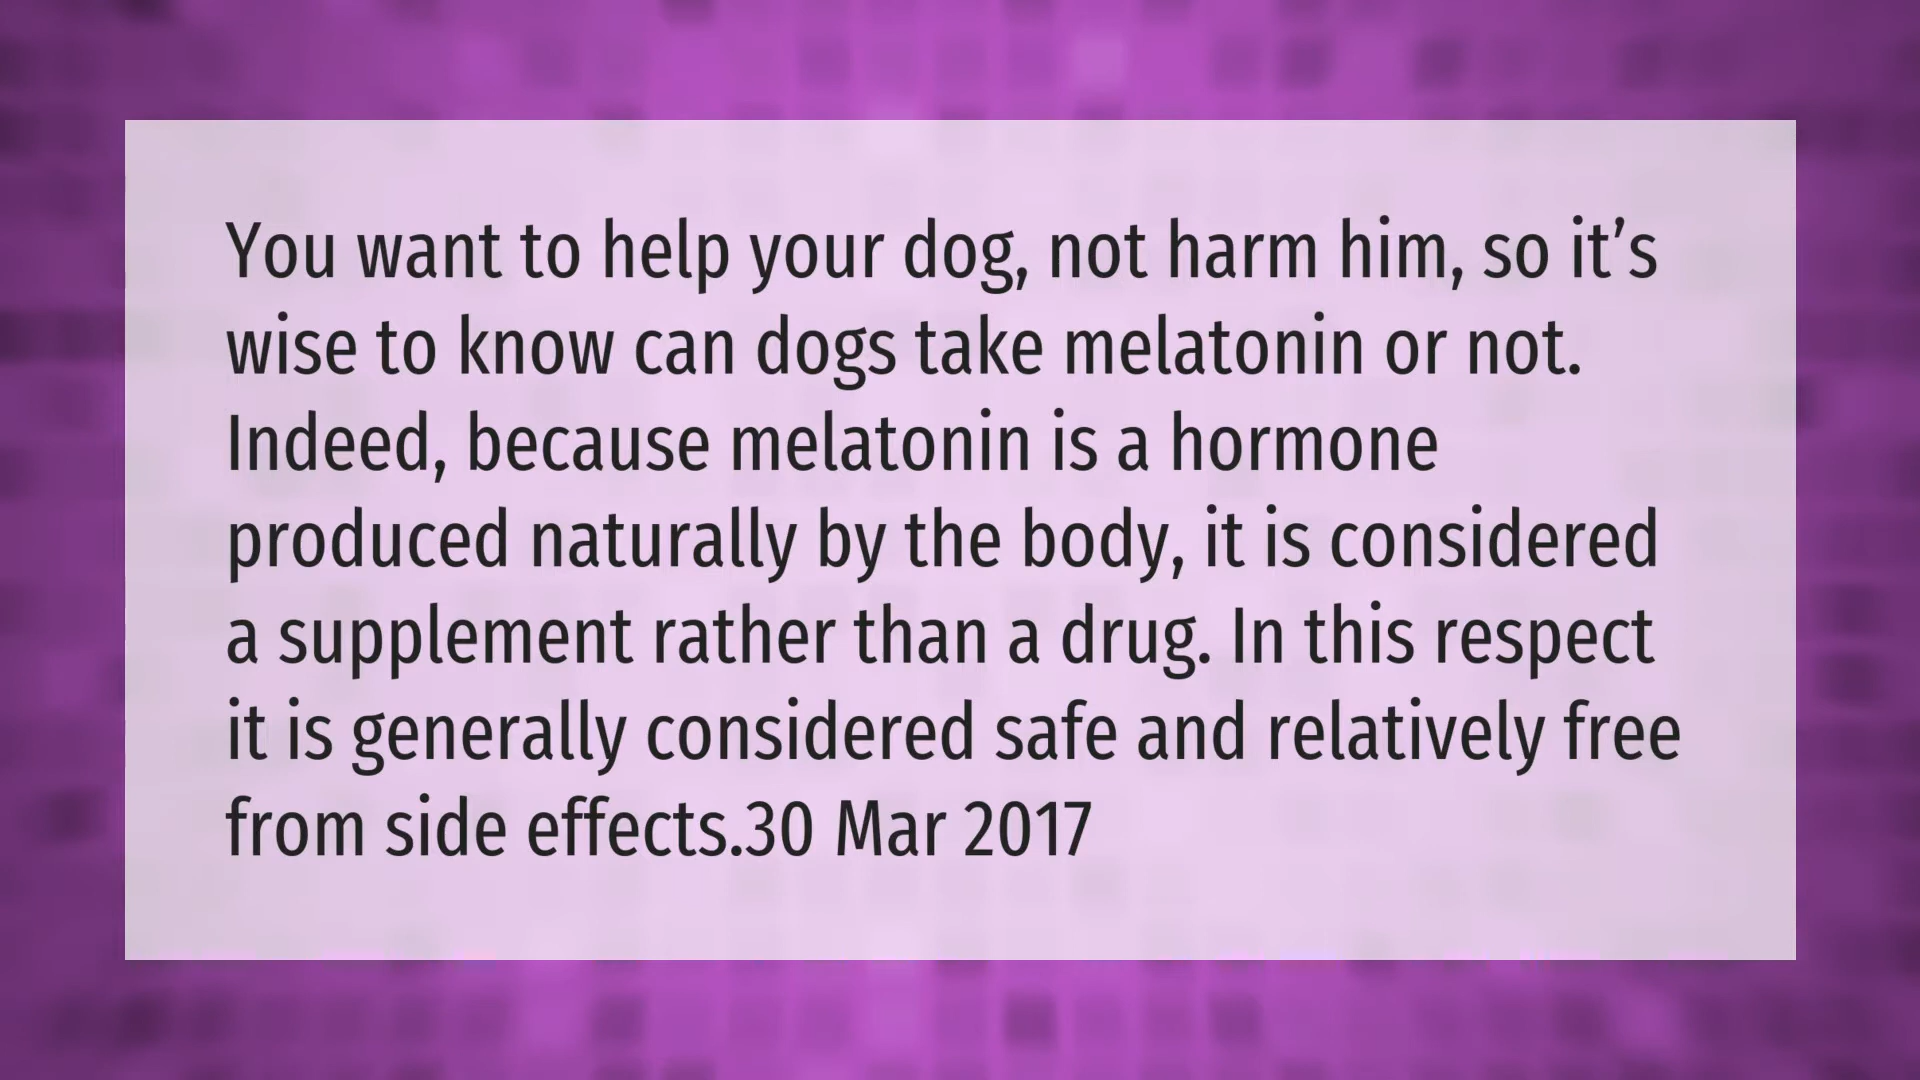 You want to help your dog, not harm him, so it’s
wise to know can dogs take melatonin or not.
Indeed, because melatonin is a hormone
produced naturally by the body, it is considered
a supplement rather than a drug. In this respect
it is generally considered safe and relatively free
from side effects.30 Mar 2017